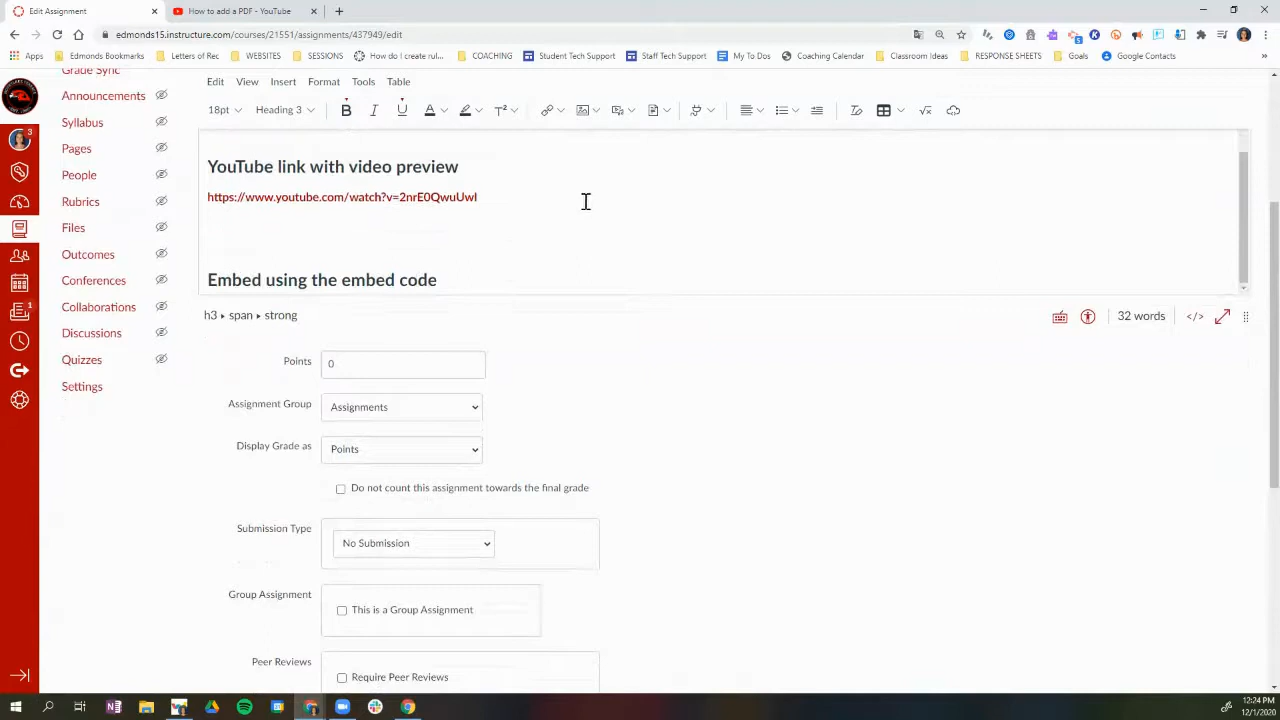 Edit Assignment
How to add a PDF - YouTube
edmonds15.instructure.com/courses/21551/assignments/437949/edit
Apps
Edmonds Bookmarks
Letters of Rec
WEBSITES
SESSIONS
How do I create rul...
COACHING
Student Tech Support
Staff Tech Support
My To Dos
Coaching Calendar
Classroom Ideas
RESPONSE SHEETS
Goals
Google Contacts
Grade Sync
Announcements
Syllabus
Pages
People
Rubrics
Files
Outcomes
Conferences
Collaborations
Discussions
Quizzes
Settings
3
1
Edit View Insert Format Tools Table
18pt Heading 3
YouTube link with video preview
https://www.youtube.com/watch?v=2nrE0QwuUwI
Embed using the embed code
h3 ▸ span ▸ strong
32 words
</>
Points 0
Assignment Group Assignments
Display Grade as Points
Do not count this assignment towards the final grade
Submission Type No Submission
Group Assignment This is a Group Assignment
Peer Reviews
Require Peer Reviews
12:24 PM
12/1/2020